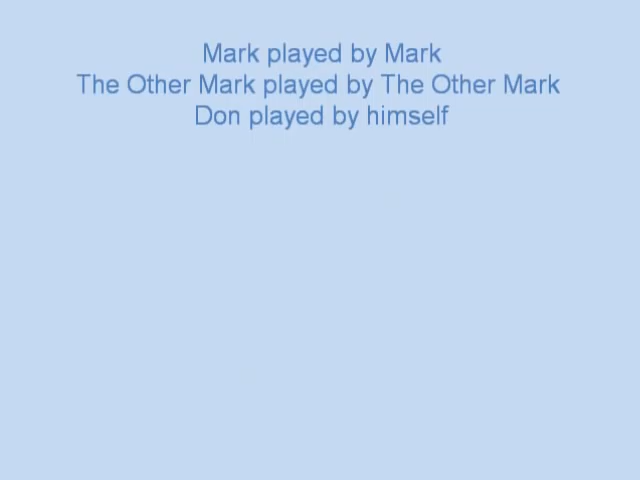 Mark played by Mark
The Other Mark played by The Other Mark
Don played by himself